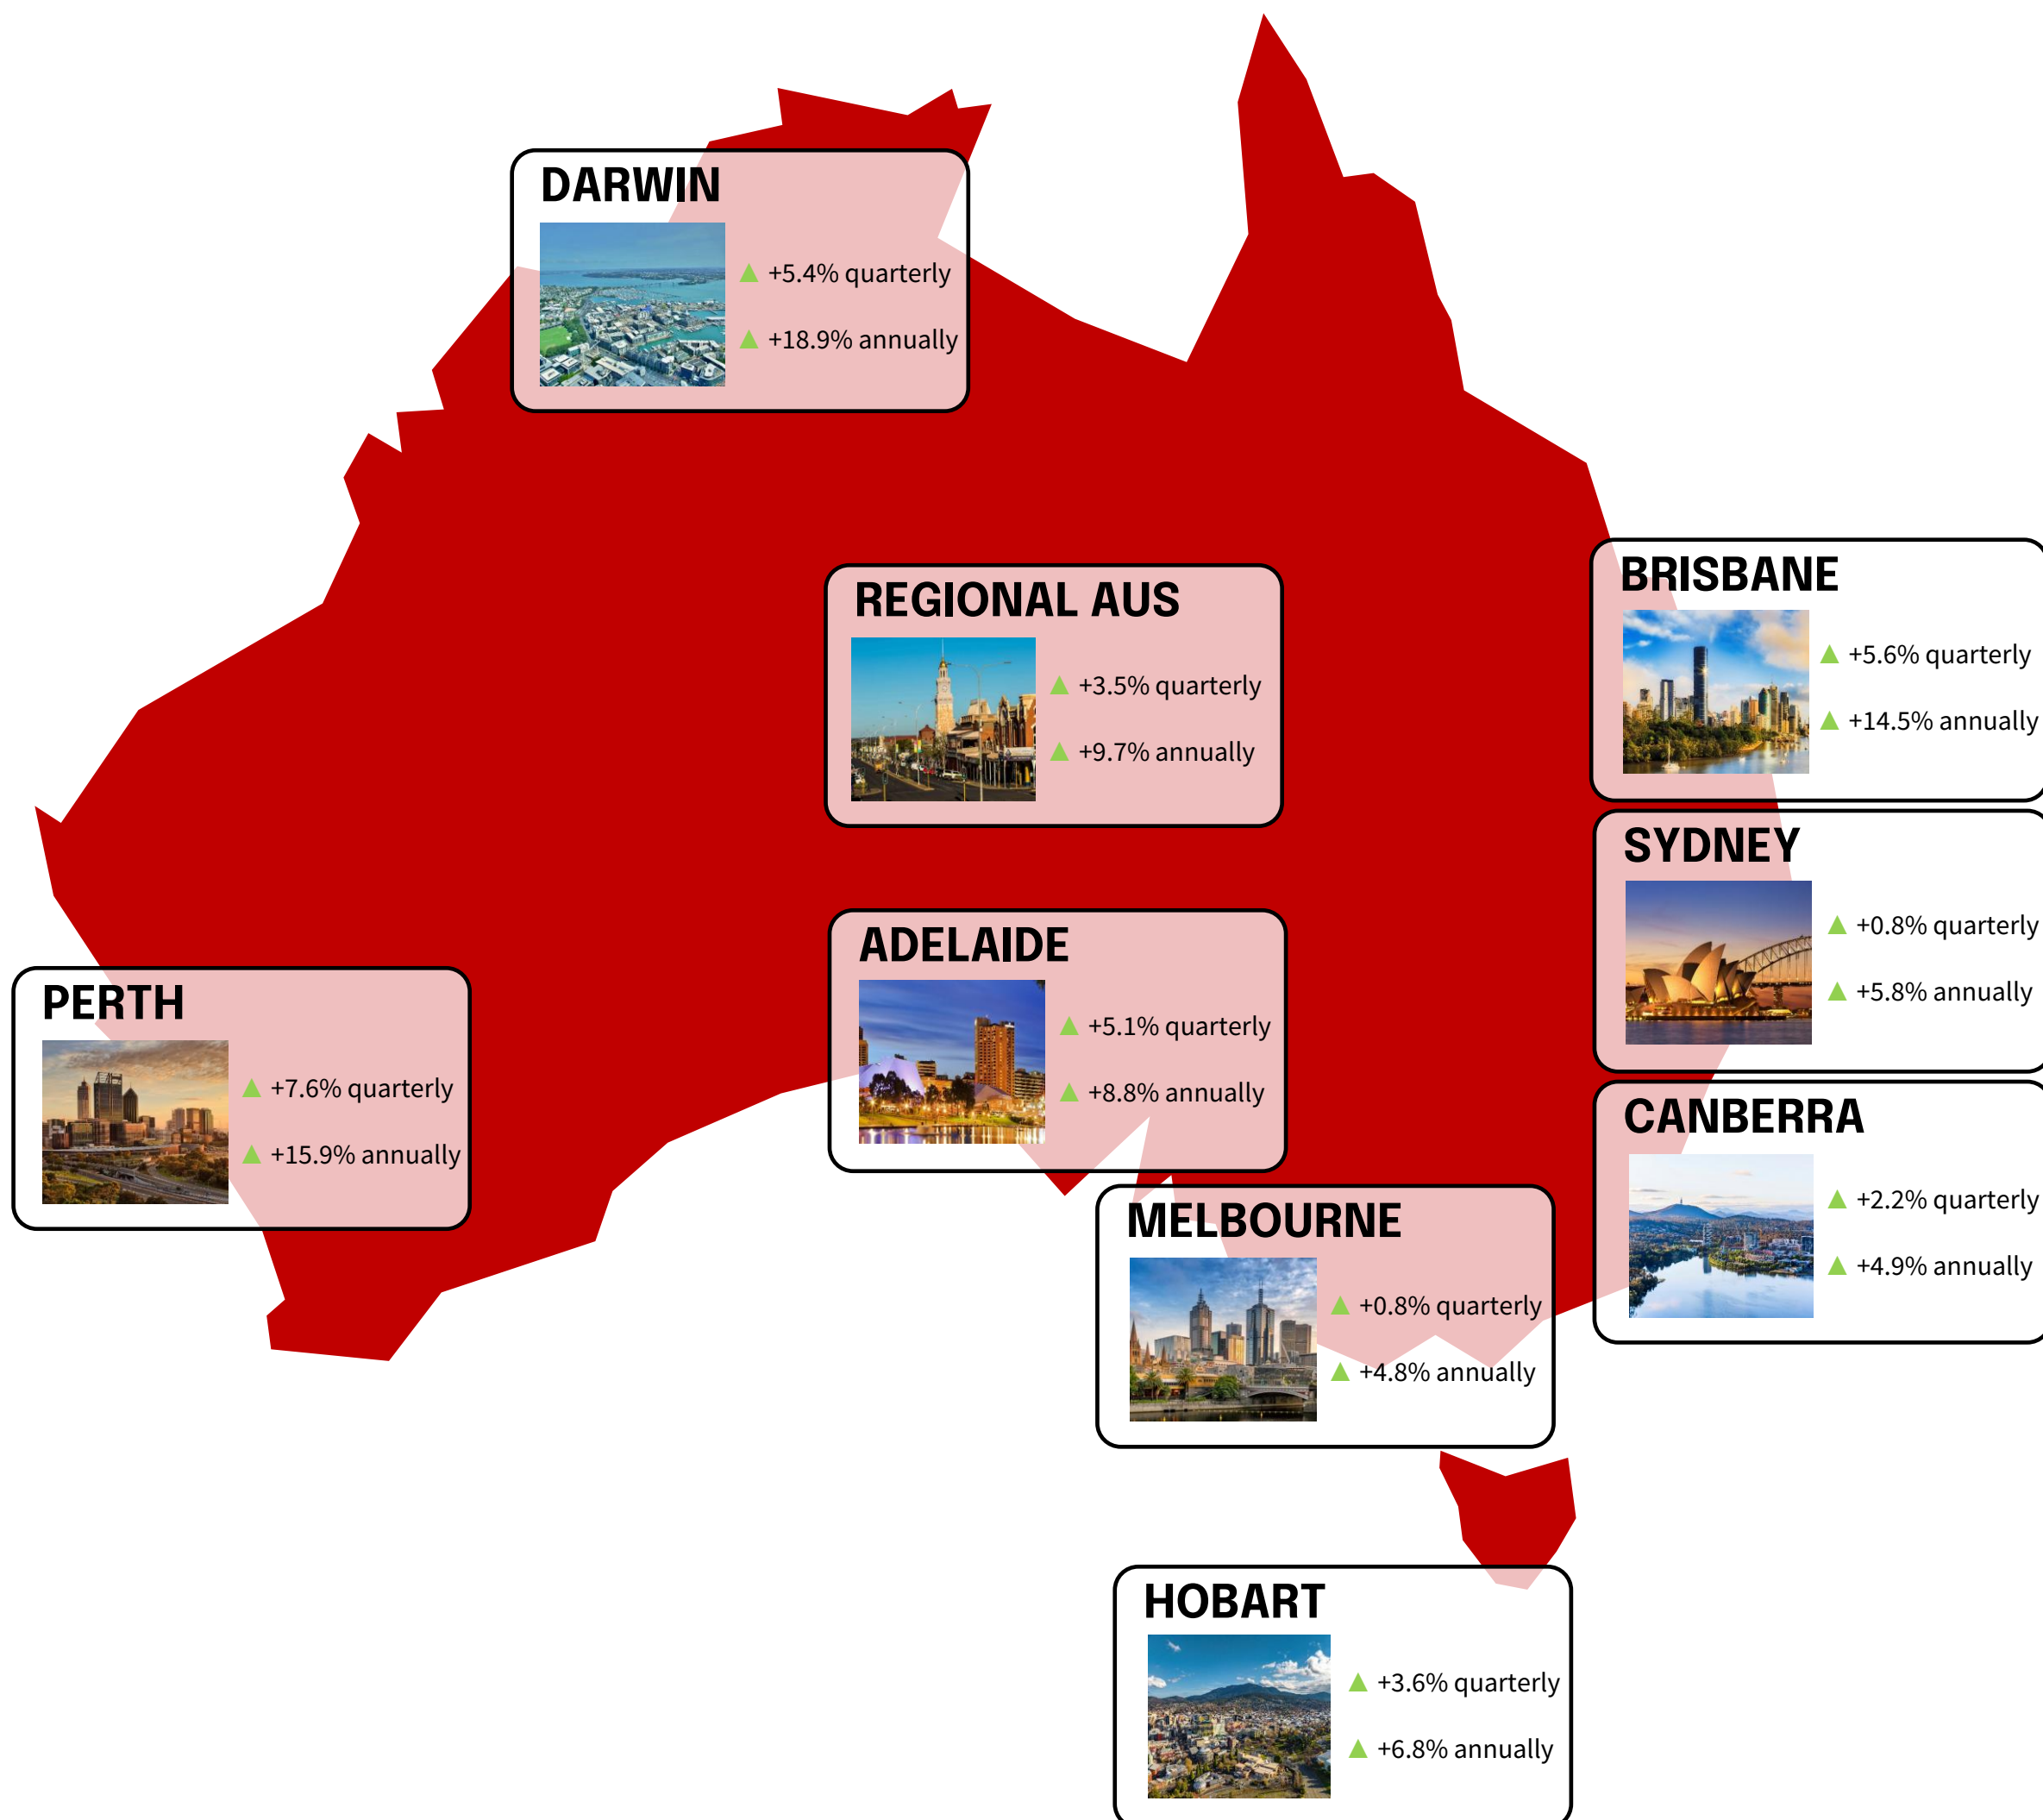 DARWIN
▲ +5.4% quarterly
▲ +18.9% annually
REGIONAL AUS
▲ +3.5% quarterly
▲ +9.7% annually
BRISBANE
▲ +5.6% quarterly
▲ +14.5% annually
SYDNEY
▲ +0.8% quarterly
▲ +5.8% annually
ADELAIDE
▲ +5.1% quarterly
▲ +8.8% annually
PERTH
▲ +7.6% quarterly
▲ +15.9% annually
CANBERRA
▲ +2.2% quarterly
▲ +4.9% annually
MELBOURNE
▲ +0.8% quarterly
▲ +4.8% annually
HOBART
▲ +3.6% quarterly
▲ +6.8% annually